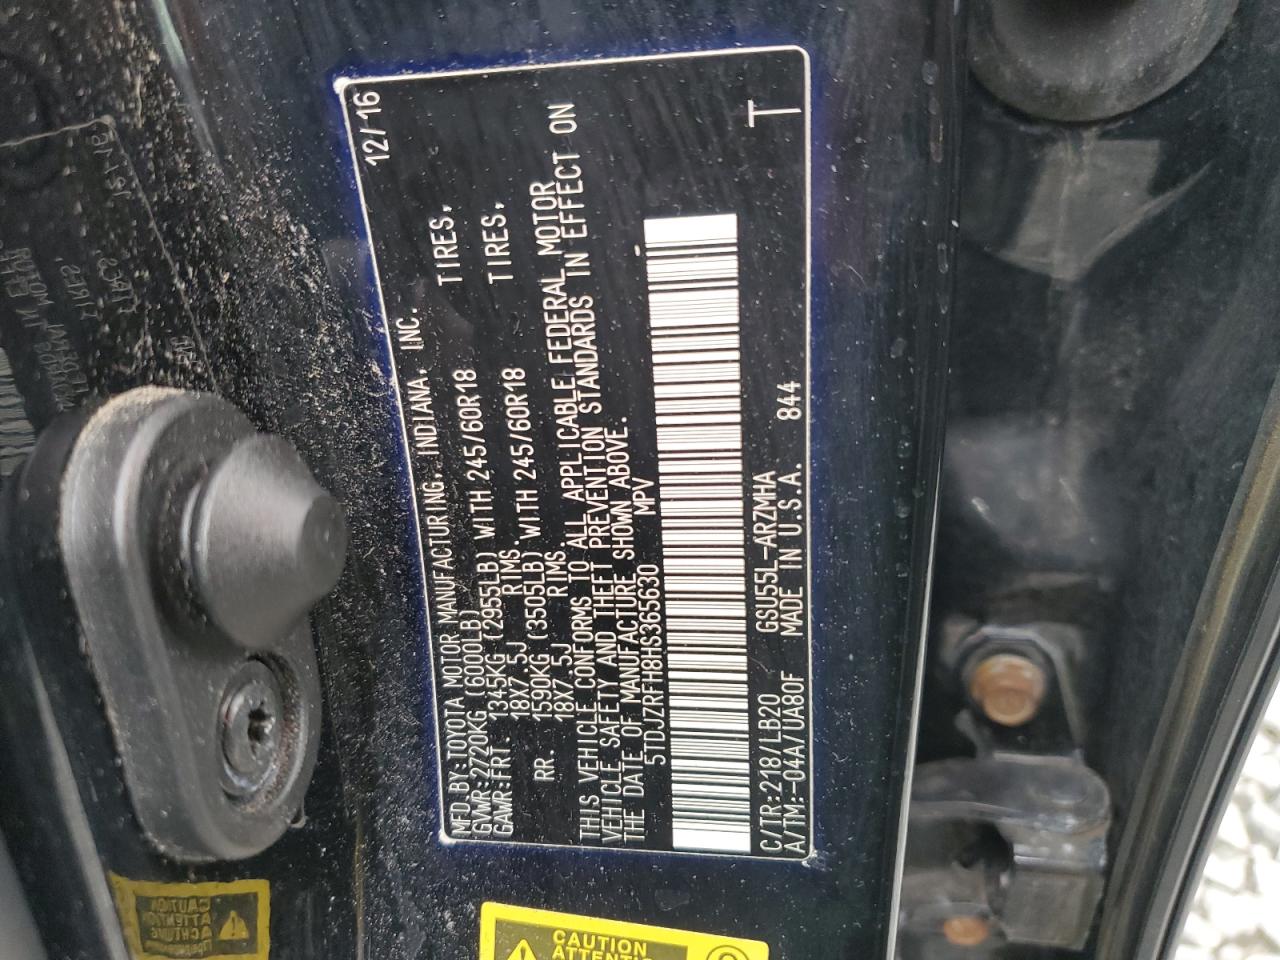 MFD.BY:TOYOTA MOTOR MANUFACTURING, INDIANA, INC. 12/16
GVWR:2720KG (6000LB)
GAWR:FRT. 1345KG (2955LB) WITH 245/60R18 TIRES,
18X7.5J RIMS.
RR. 1590KG (3505LB) WITH 245/60R18 TIRES,
18X7.5J RIMS.
THIS VEHICLE CONFORMS TO ALL APPLICABLE FEDERAL MOTOR
VEHICLE SAFETY AND THEFT PREVENTION STANDARDS IN EFFECT ON
THE DATE OF MANUFACTURE SHOWN ABOVE.
5TDJZRFH8HS365630 MPV
C/TR:218/LB20 GSU55L-ARZMHA
A/TM:-04A/UA80F MADE IN U.S.A. 844 T
CAUTION
CAUTION
ATTENTION
ACHTUNG